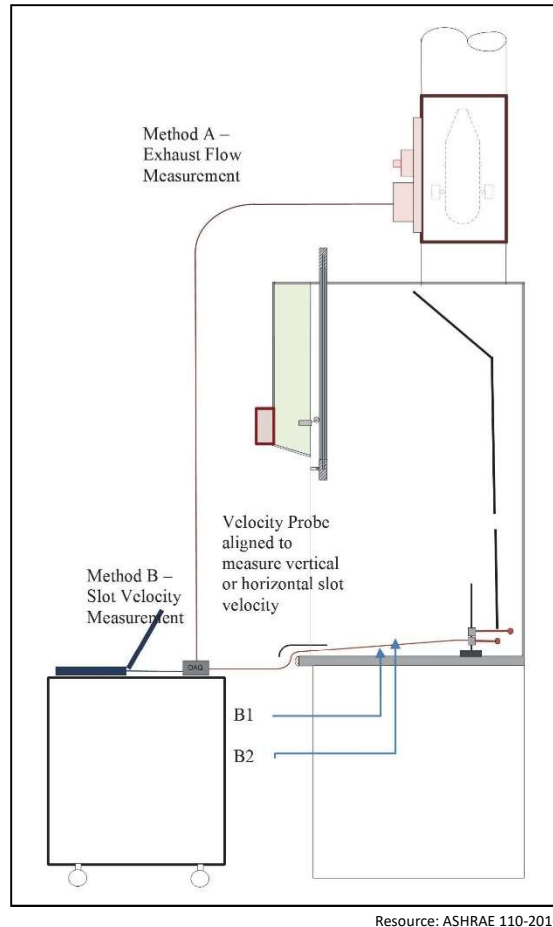 Method A –
Exhaust Flow
Measurement
Velocity Probe
aligned to
measure vertical
or horizontal slot
velocity
Method B –
Slot Velocity
Measurement
DAQ
B1
B2
Resource: ASHRAE 110-201